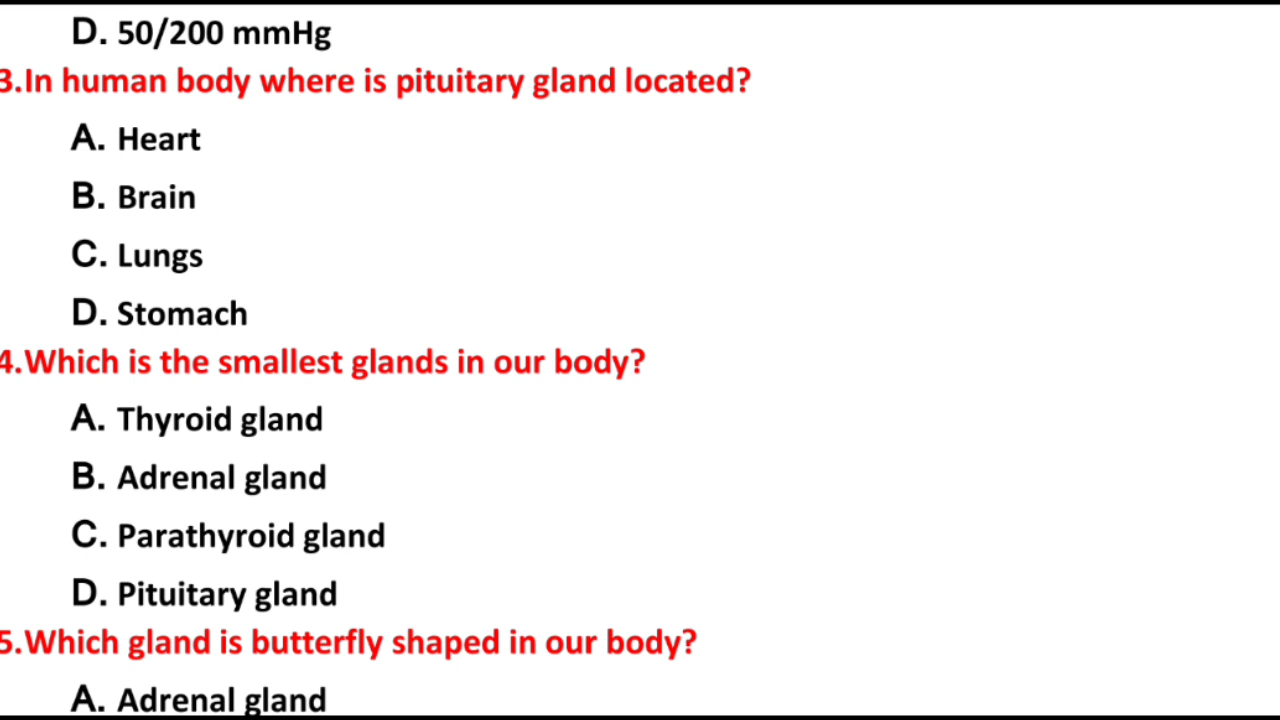 D. 50/200 mmHg
3.In human body where is pituitary gland located?
A. Heart
B. Brain
C. Lungs
D. Stomach
4.Which is the smallest glands in our body?
A. Thyroid gland
B. Adrenal gland
C. Parathyroid gland
D. Pituitary gland
5.Which gland is butterfly shaped in our body?
A. Adrenal gland